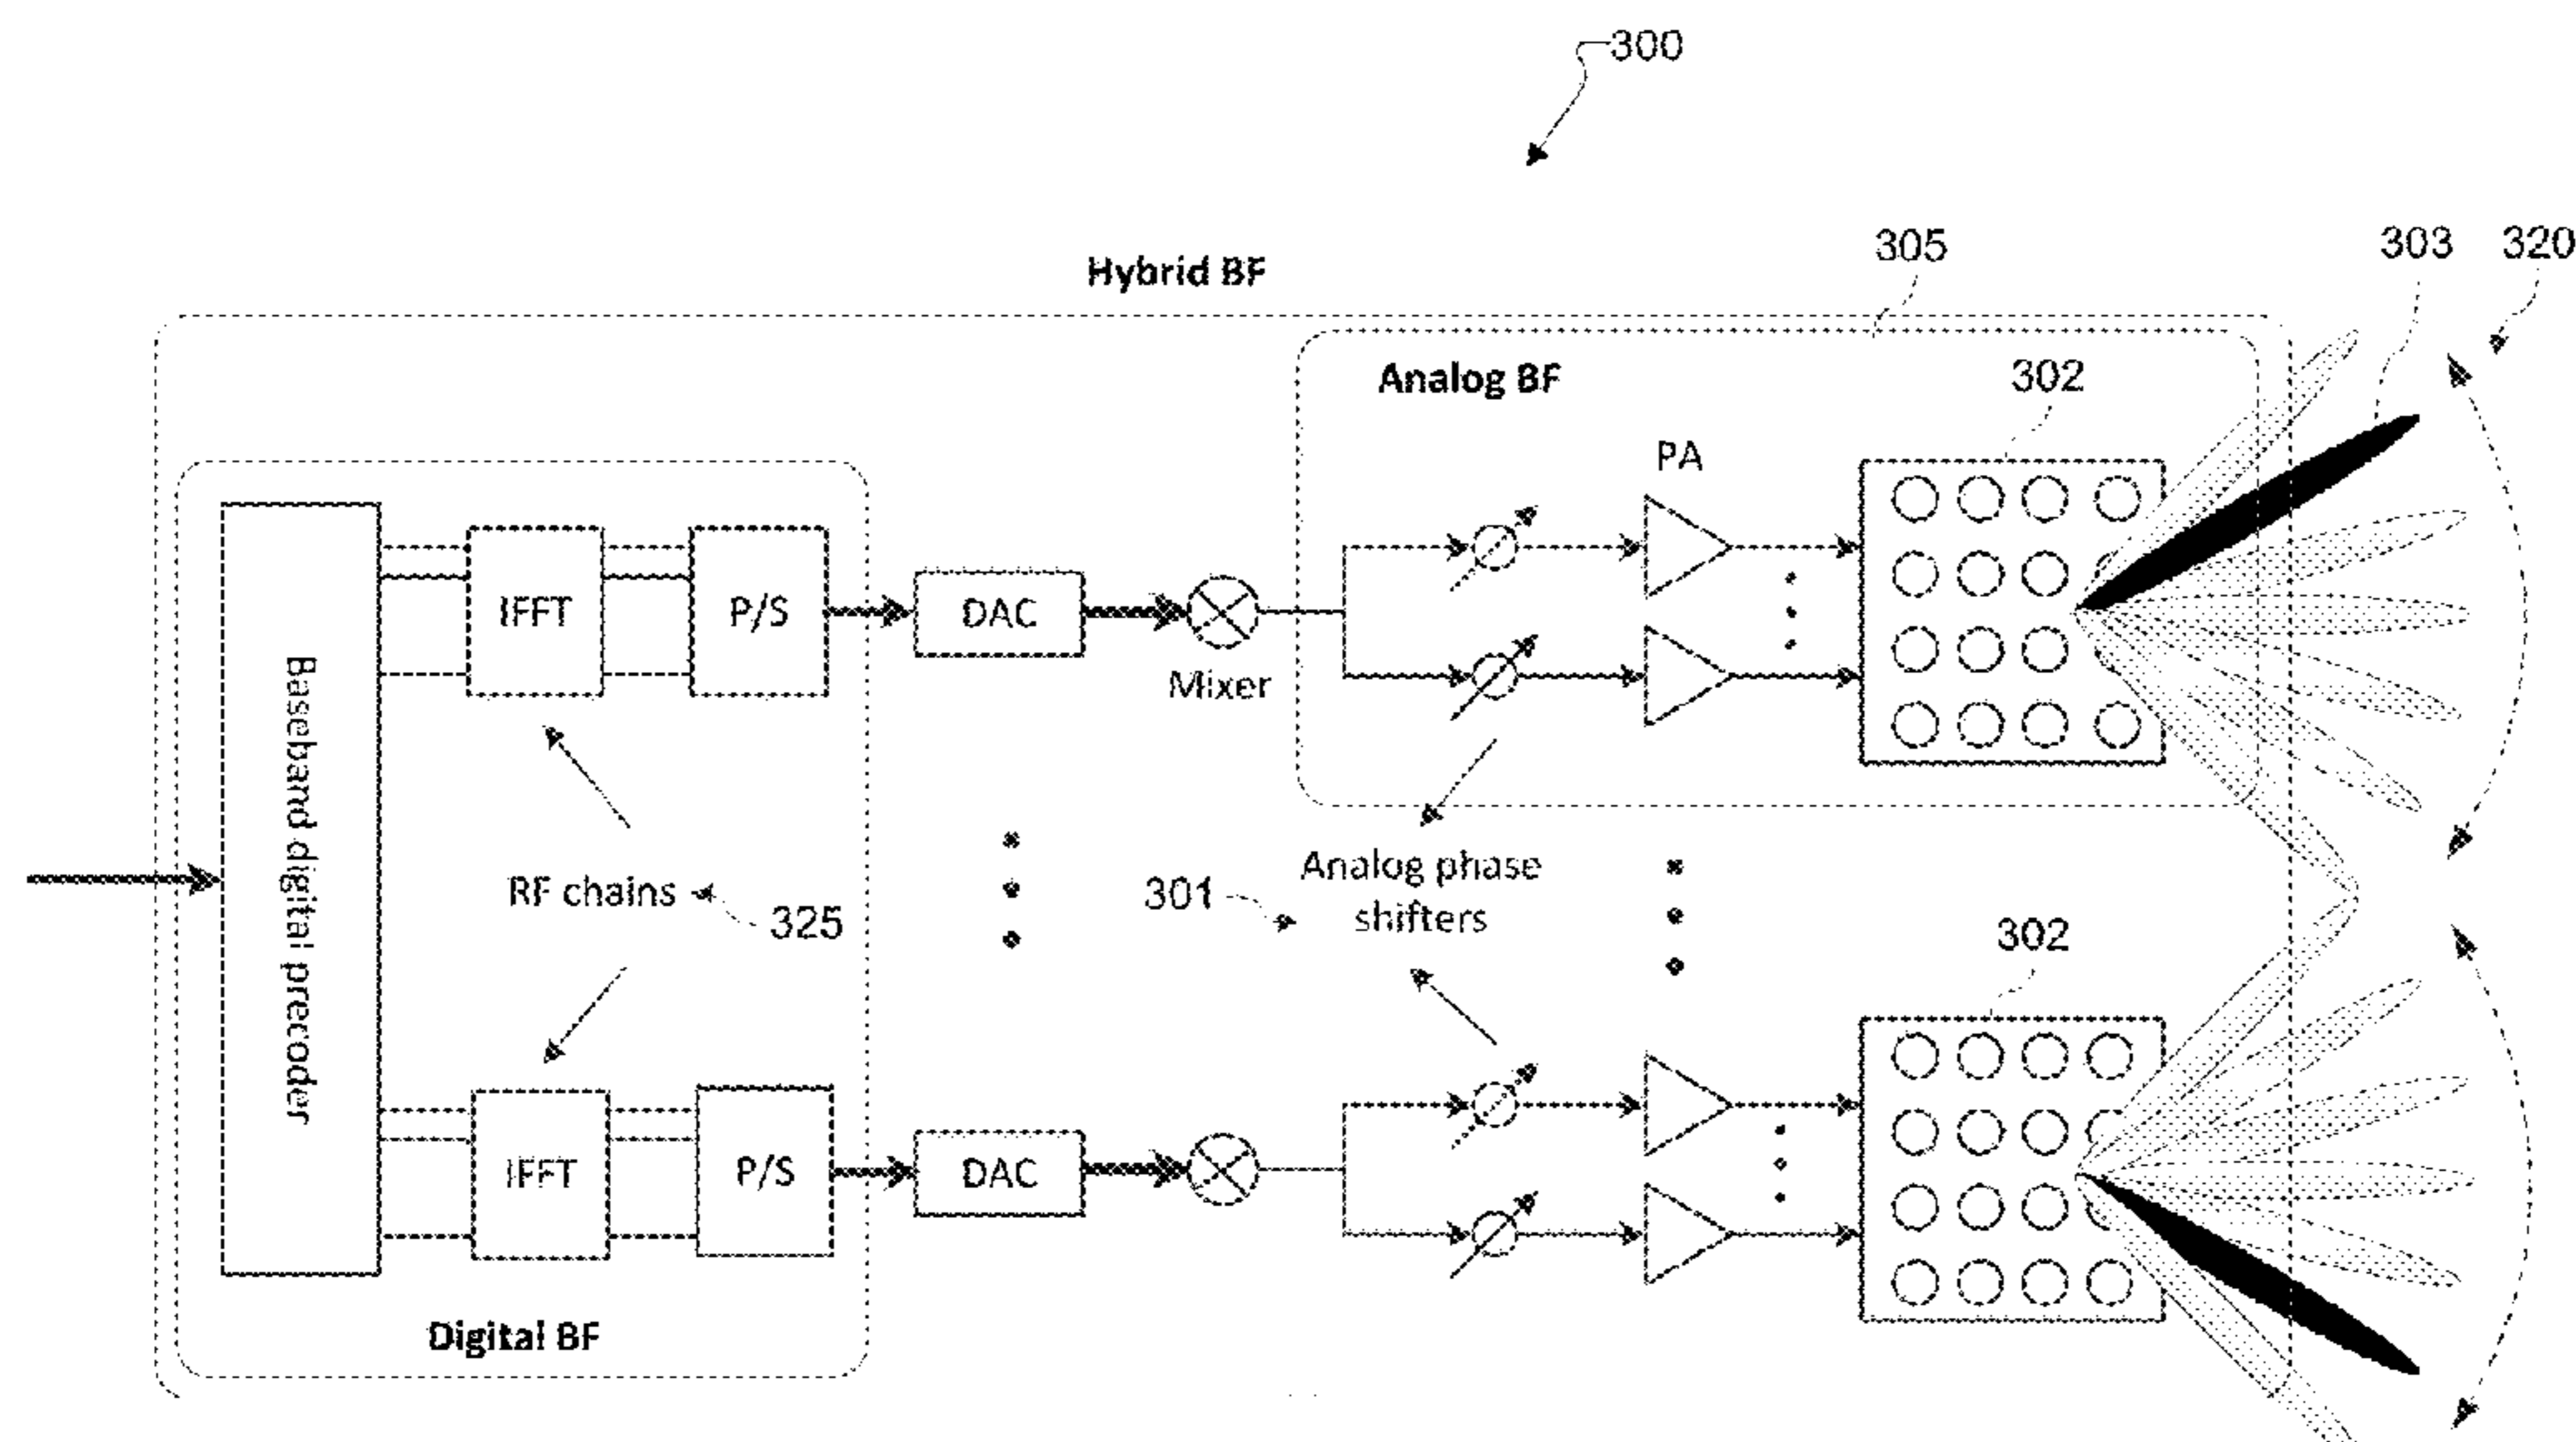 300
305
303
320
Hybrid BF
Analog BF
302
PA
IFFT
P/S
DAC
Mixer
Baseband digital precoder
RF chains
325
301
Analog phase
shifters
302
IFFT
P/S
DAC
Digital BF